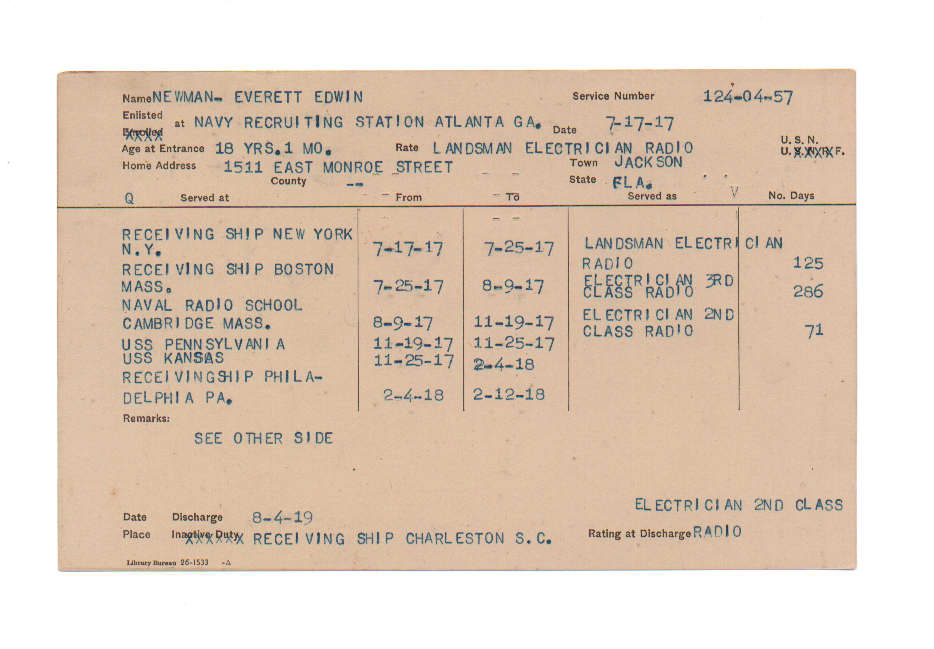 Name NEWMAN- EVERETT EDWIN Service Number 124-04-57
Enlisted
Enrolled at NAVY RECRUITING STATION ATLANTA GA. Date 7-17-17
Age at Entrance 18 YRS.1 MO. Rate LANDSMAN ELECTRICIAN RADIO U.S.N.
U.S.N.R.F.
Home Address 1511 EAST MONROE STREET Town JACKSON
County -- State FLA.
Q Served at From To Served as V No. Days
RECEIVING SHIP NEW YORK
N.Y. 7-17-17 7-25-17 LANDSMAN ELECTRICIAN
RECEIVING SHIP BOSTON RADIO 125
MASS. 7-25-17 8-9-17 ELECTRICIAN 3RD
CLASS RADIO 286
NAVAL RADIO SCHOOL
CAMBRIDGE MASS. 8-9-17 11-19-17 ELECTRICIAN 2ND
CLASS RADIO 71
USS PENNSYLVANIA 11-19-17 11-25-17
USS KANSAS 11-25-17 2-4-18
RECEIVINGSHIP PHILA-
DELPHIA PA. 2-4-18 2-12-18
Remarks:
SEE OTHER SIDE
ELECTRICIAN 2ND CLASS
Date Discharge 8-4-19
Place Inactive Duty RECEIVING SHIP CHARLESTON S.C. Rating at Discharge RADIO
Library Bureau 26-1533 -A